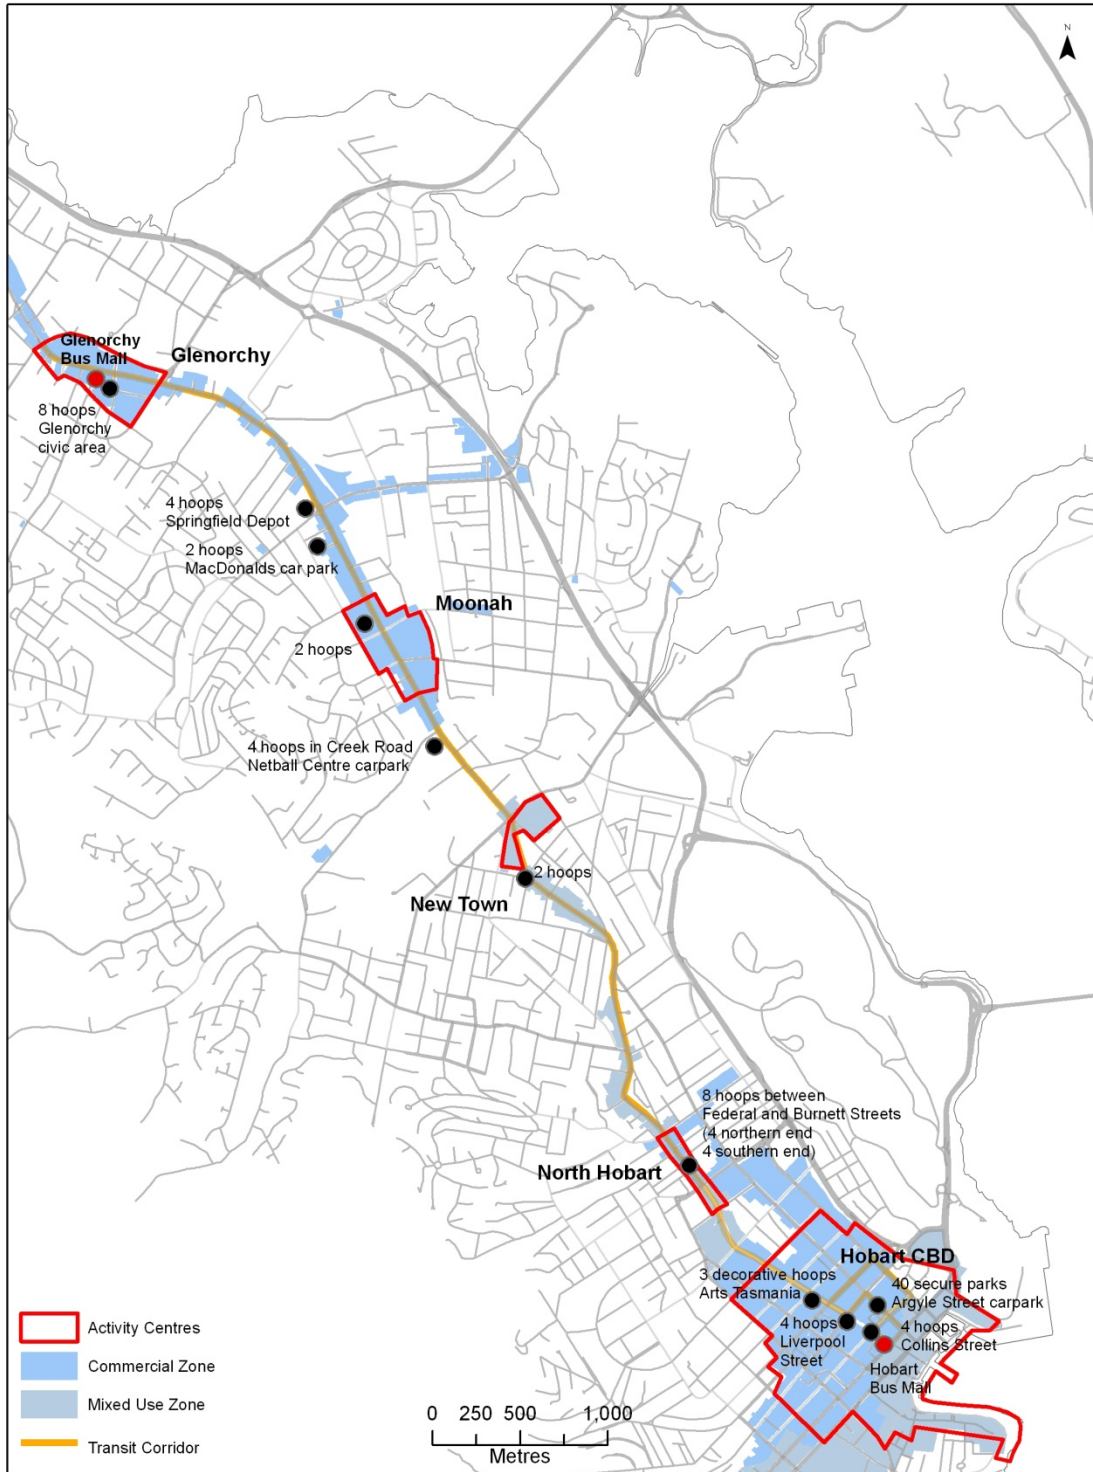 N
Glenorchy
Bus Mall
Glenorchy
8 hoops
Glenorchy
civic area
4 hoops
Springfield Depot
2 hoops
MacDonalds car park
Moonah
2 hoops
4 hoops in Creek Road
Netball Centre carpark
2 hoops
New Town
8 hoops between
Federal and Burnett Streets
(4 northern end
4 southern end)
North Hobart
Hobart CBD
3 decorative hoops
Arts Tasmania
40 secure parks
Argyle Street carpark
4 hoops
Liverpool
Street
4 hoops
Collins Street
Hobart
Bus Mall
Activity Centres
Commercial Zone
Mixed Use Zone
Transit Corridor
0 250 500 1,000
Metres